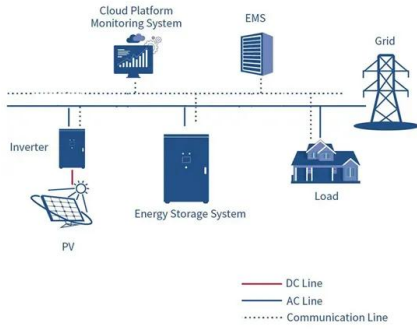 Cloud Platform
Monitoring System
EMS
Grid
Inverter
Energy Storage System
Load
PV
DC Line
AC Line
Communication Line